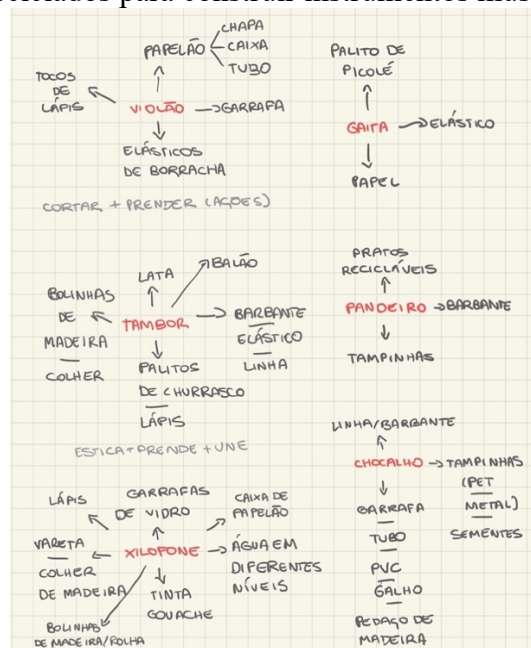 CHAPA
PAPELÃO
CAIXA
TUBO
TOCOS
DE
LÁPIS
VIOLÃO
GARRAFA
ELÁSTICOS
DE BORRACHA
CORTAR + PRENDER (AÇÕES)
PALITO DE
PICOLÉ
GAITA
ELÁSTICO
PAPEL
LATA
BALÃO
BOLINHAS
DE
MADEIRA
COLHER
TAMBOR
BARBANTE
ELÁSTICO
LINHA
PALITOS
DE CHURRASCO
LÁPIS
ESTICA + PRENDE + UNE
PRATOS
RECICLÁVEIS
PANDEIRO
BARBANTE
TAMPINHAS
LINHA/BARBANTE
CHOCALHO
TAMPINHAS
(PET
METAL)
SEMENTES
GARRAFA
TUBO
PVC
GALHO
PEDAÇO DE
MADEIRA
GARRAFAS
DE VIDRO
LÁPIS
CAIXA DE
PAPELÃO
VARETA
COLHER
DE MADEIRA
XILOFONE
ÁGUA EM
DIFERENTES
NÍVEIS
TINTA
GOUACHE
BOLINHAS
DE MADEIRA/ROLHA